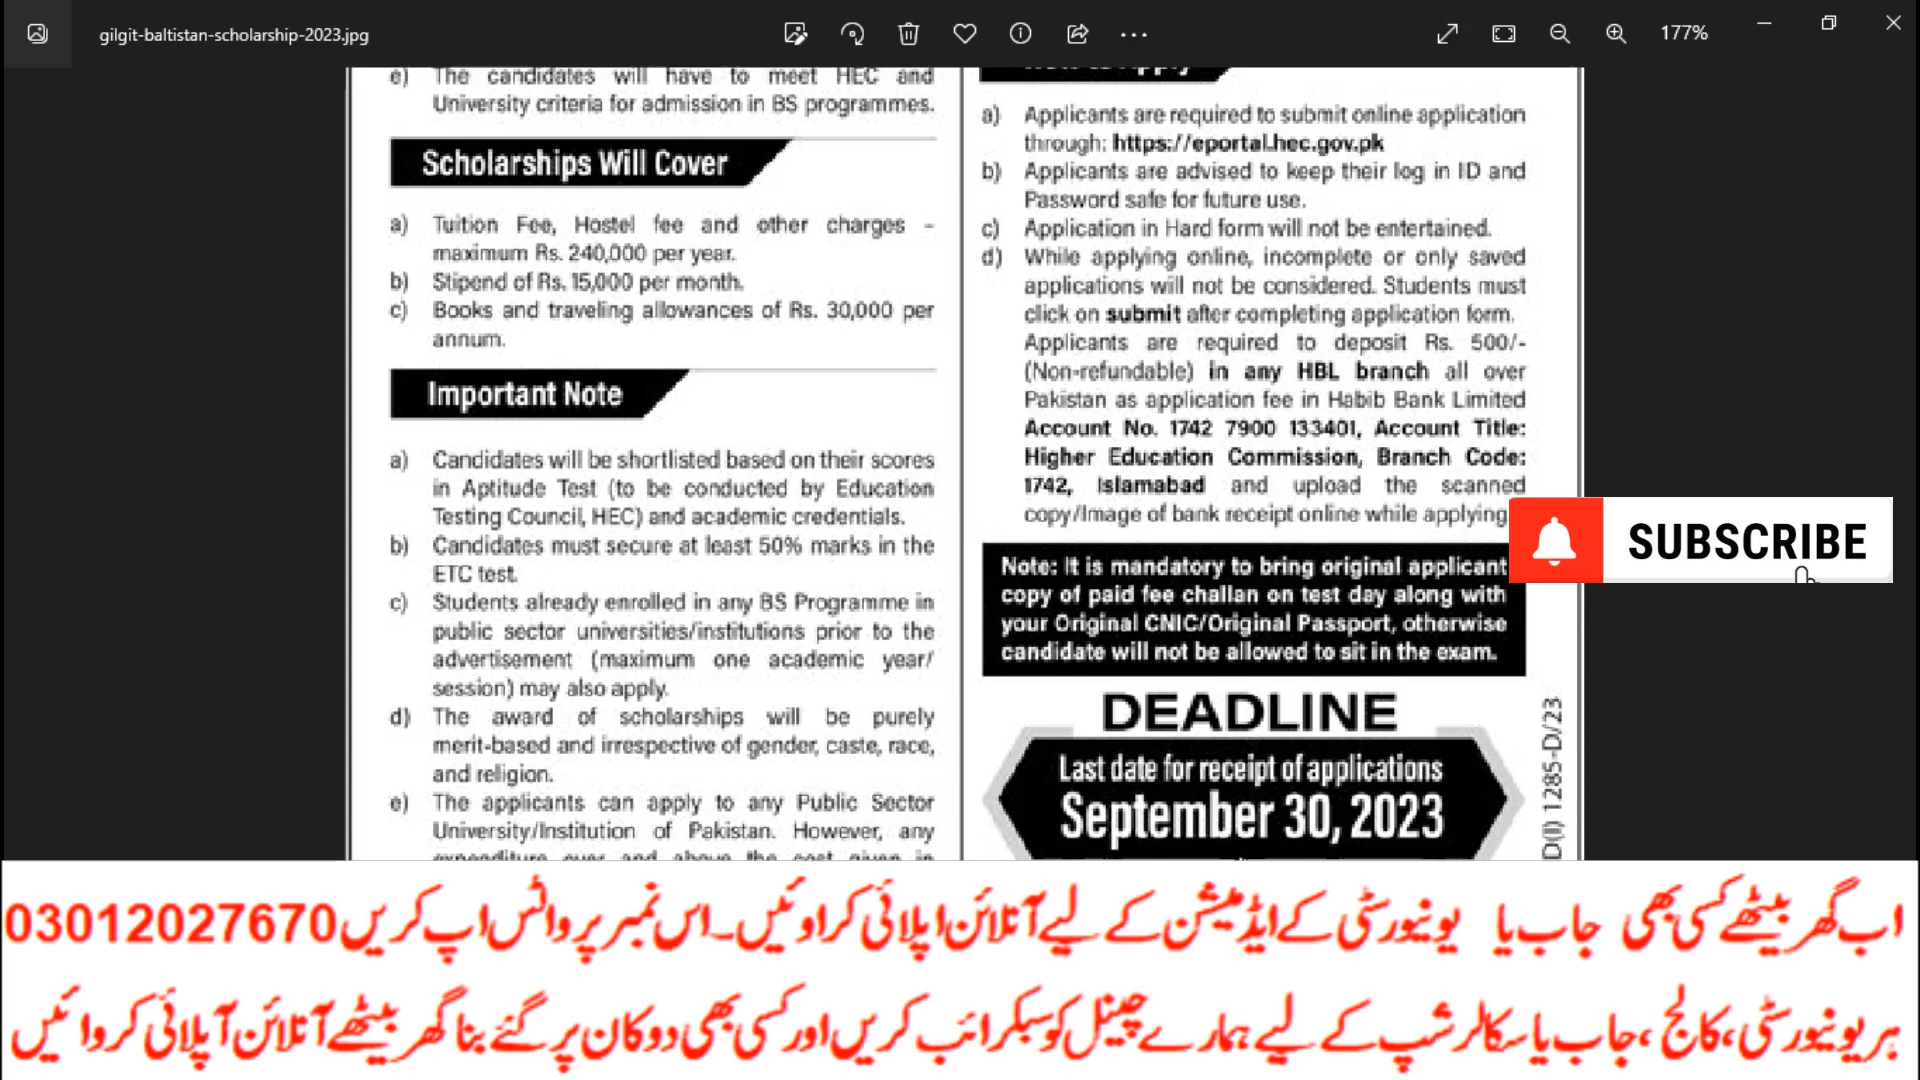 gilgit-baltistan-scholarship-2023.jpg
177%
e) The candidates will have to meet HEC and
University criteria for admission in BS programmes.
Scholarships Will Cover
a) Tuition Fee, Hostel fee and other charges -
maximum Rs. 240,000 per year.
b) Stipend of Rs. 15,000 per month.
c) Books and traveling allowances of Rs. 30,000 per
annum.
Important Note
a) Candidates will be shortlisted based on their scores
in Aptitude Test (to be conducted by Education
Testing Council, HEC) and academic credentials.
b) Candidates must secure at least 50% marks in the
ETC test.
c) Students already enrolled in any BS Programme in
public sector universities/institutions prior to the
advertisement (maximum one academic year/
session) may also apply.
d) The award of scholarships will be purely
merit-based and irrespective of gender, caste, race,
and religion.
e) The applicants can apply to any Public Sector
University/Institution of Pakistan. However, any
expenditure over and above the cost given in
How to Apply
a) Applicants are required to submit online application
through: https://eportal.hec.gov.pk
b) Applicants are advised to keep their log in ID and
Password safe for future use.
c) Application in Hard form will not be entertained.
d) While applying online, incomplete or only saved
applications will not be considered. Students must
click on submit after completing application form.
Applicants are required to deposit Rs. 500/-
(Non-refundable) in any HBL branch all over
Pakistan as application fee in Habib Bank Limited
Account No. 1742 7900 133401, Account Title:
Higher Education Commission, Branch Code:
1742, Islamabad and upload the scanned
copy/Image of bank receipt online while applying
Note: It is mandatory to bring original applicant
copy of paid fee challan on test day along with
your Original CNIC/Original Passport, otherwise
candidate will not be allowed to sit in the exam.
DEADLINE
Last date for receipt of applications
September 30, 2023
D(I) 1285-D/23
SUBSCRIBE
اب گھر بیٹھے کسی بھی جاب یا یونیورسٹی کے ایڈمیشن کے لیے آنلائن اپلائی کراوئیں۔اس نمبر پر واٹس اپ کریں 03012027670
ہر یونیورسٹی، کالج ،جاب یا سکالرشپ کے لیے ہمارے چینل کو سبکرائب کریں اور کسی بھی دوکان پر گئے بنا گھر بیٹھے آنلائن آپلائی کروائیں